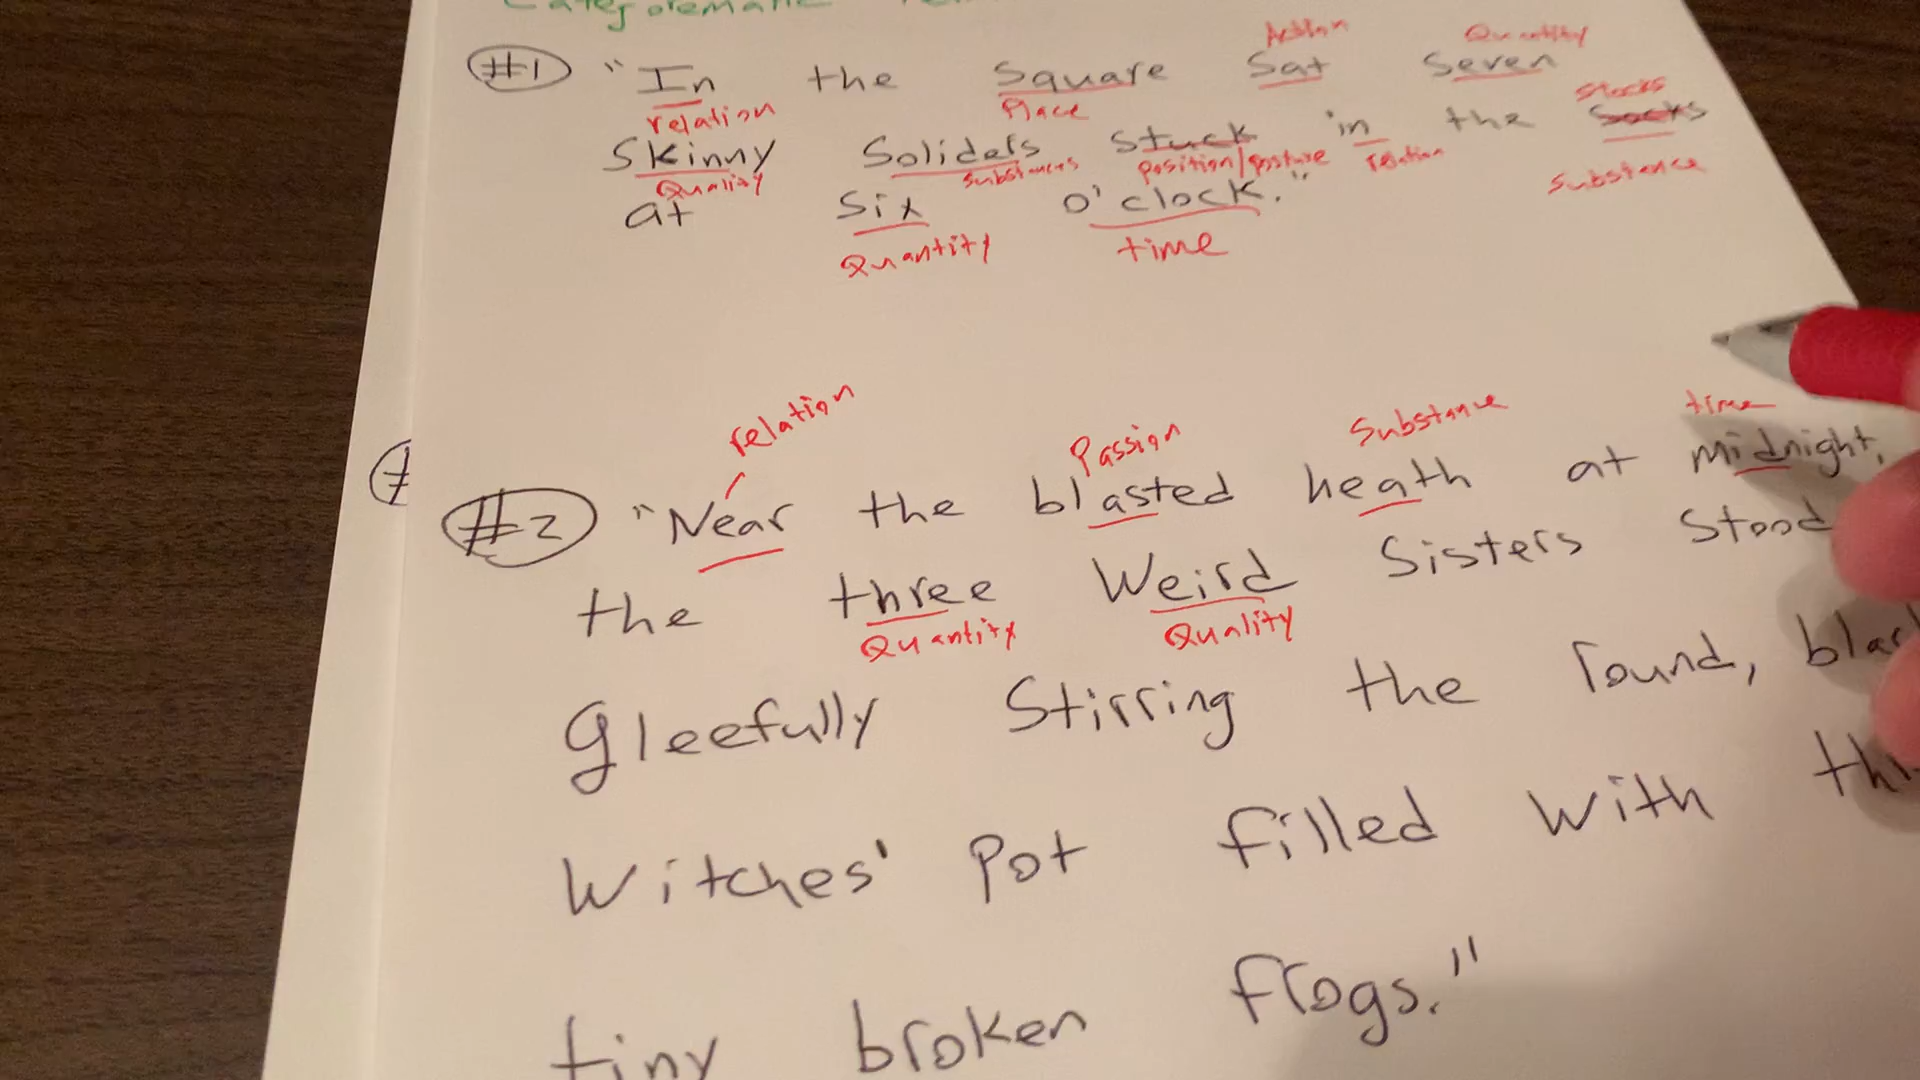 Categorematic
Action Quantity
#1 "In the Square Sat Seven
relation Place Stocks
Skinny Soliders Stuck in the Socks
Quality Substances Position/Posture relation Substance
at Six o'clock."
Quantity time
relation Passion Substance time
#2 "Near the blasted heath at midnight,
the three Weird Sisters Stood
Quantity Quality
gleefully Stirring the round,
Witches' Pot filled with
tiny broken frogs."